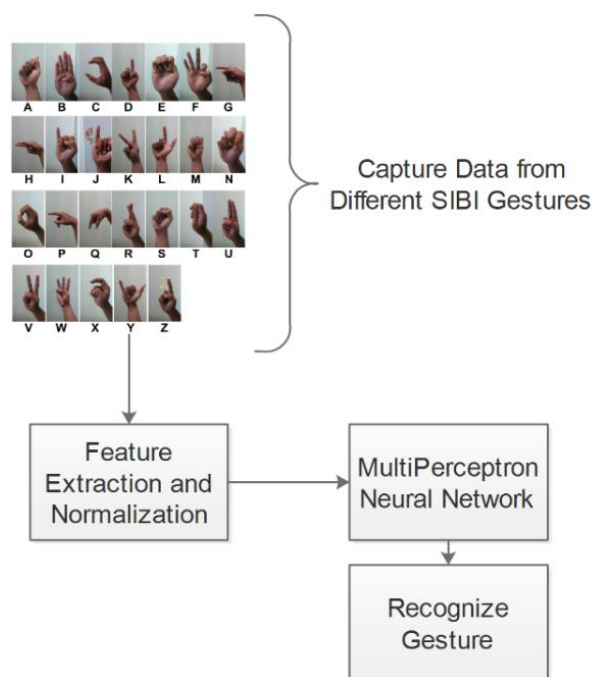 A B C D E F G
H I J K L M N
O P Q R S T U
V W X Y Z
Capture Data from
Different SIBI Gestures
Feature
Extraction and
Normalization
MultiPerceptron
Neural Network
Recognize
Gesture